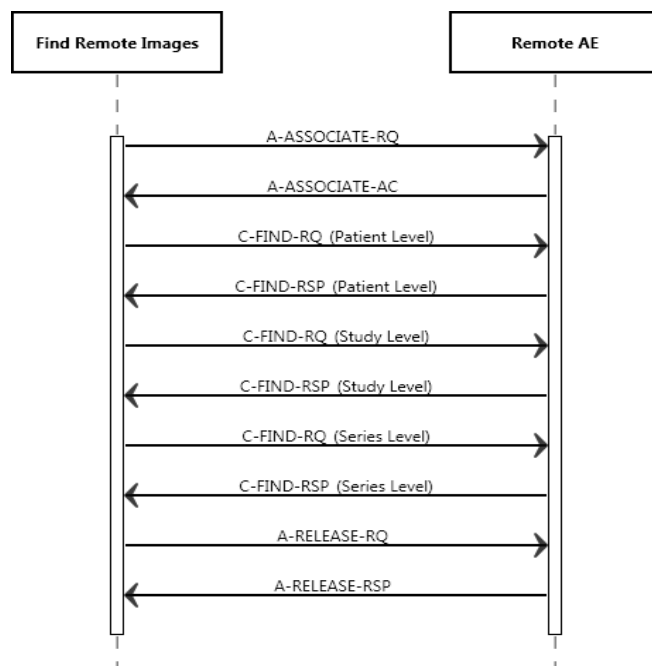 Find Remote Images
Remote AE
A-ASSOCIATE-RQ
A-ASSOCIATE-AC
C-FIND-RQ (Patient Level)
C-FIND-RSP (Patient Level)
C-FIND-RQ (Study Level)
C-FIND-RSP (Study Level)
C-FIND-RQ (Series Level)
C-FIND-RSP (Series Level)
A-RELEASE-RQ
A-RELEASE-RSP